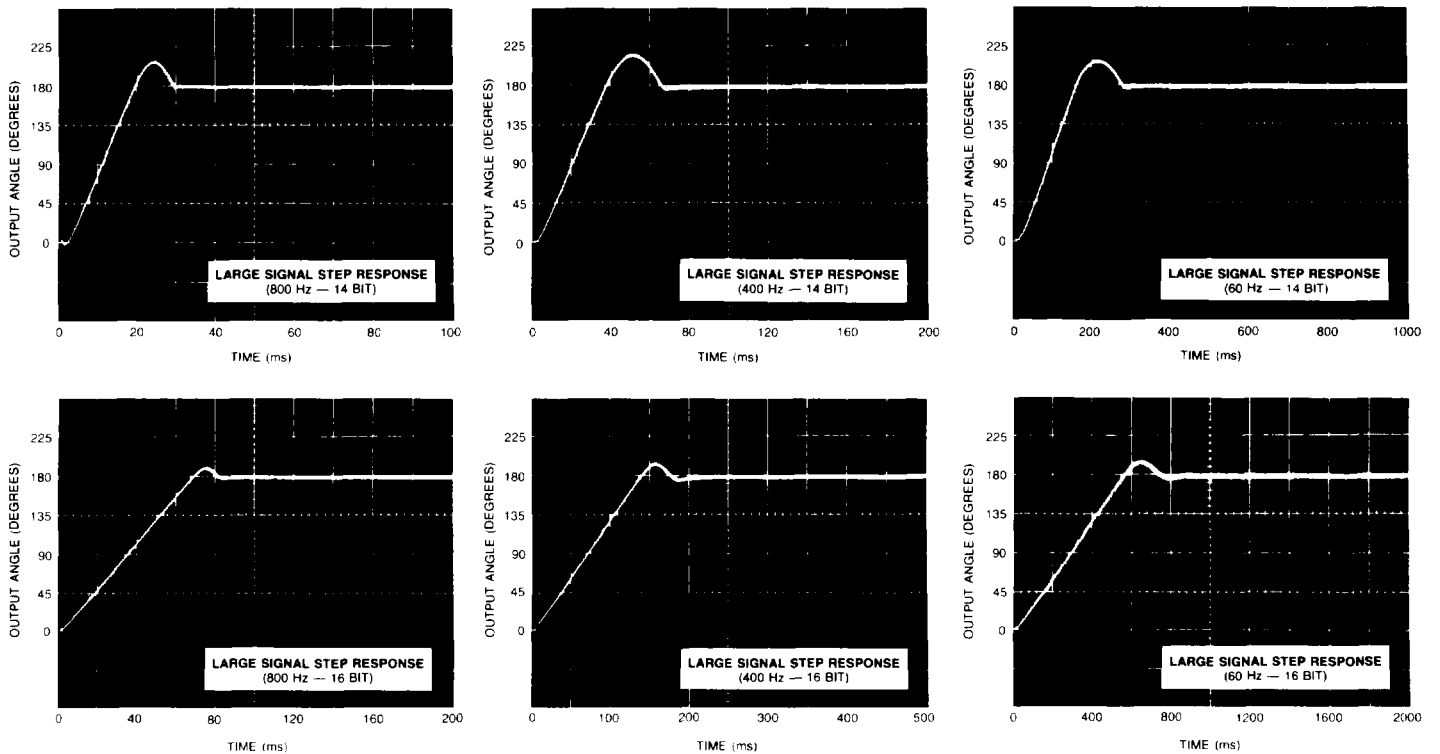 OUTPUT ANGLE (DEGREES)
225
180
135
90
45
0
LARGE SIGNAL STEP RESPONSE
(800 Hz — 14 BIT)
0 20 40 60 80 100
TIME (ms)
OUTPUT ANGLE (DEGREES)
225
180
135
90
45
0
LARGE SIGNAL STEP RESPONSE
(400 Hz — 14 BIT)
0 40 80 120 160 200
TIME (ms)
OUTPUT ANGLE (DEGREES)
225
180
135
90
45
0
LARGE SIGNAL STEP RESPONSE
(60 Hz — 14 BIT)
0 200 400 600 800 1000
TIME (ms)
OUTPUT ANGLE (DEGREES)
225
180
135
90
45
0
LARGE SIGNAL STEP RESPONSE
(800 Hz — 16 BIT)
0 40 80 120 160 200
TIME (ms)
OUTPUT ANGLE (DEGREES)
225
180
135
90
45
0
LARGE SIGNAL STEP RESPONSE
(400 Hz — 16 BIT)
0 100 200 300 400 500
TIME (ms)
OUTPUT ANGLE (DEGREES)
225
180
135
90
45
0
LARGE SIGNAL STEP RESPONSE
(60 Hz — 16 BIT)
0 400 800 1200 1600 2000
TIME (ms)